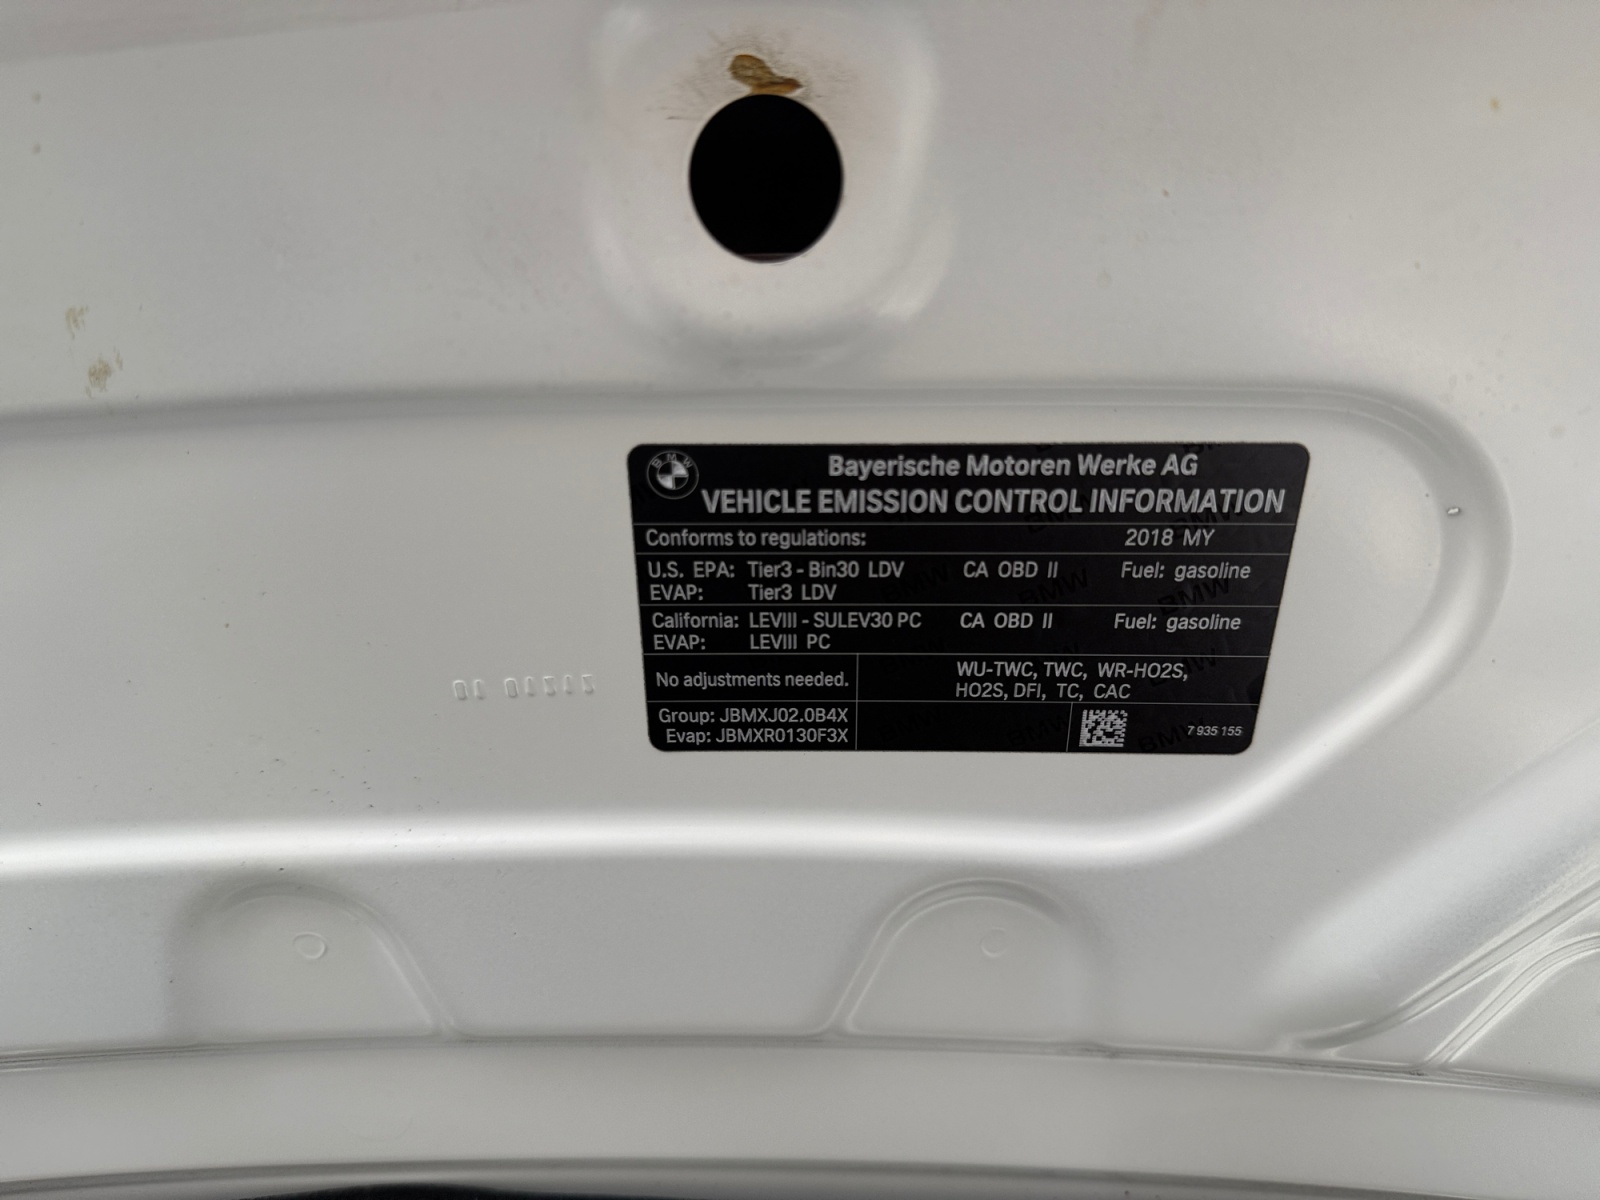 BMW
Bayerische Motoren Werke AG
VEHICLE EMISSION CONTROL INFORMATION
Conforms to regulations: 2018 MY
U.S. EPA: Tier3 - Bin30 LDV CA OBD II Fuel: gasoline
EVAP: Tier3 LDV
California: LEVIII - SULEV30 PC CA OBD II Fuel: gasoline
EVAP: LEVIII PC
No adjustments needed.
WU-TWC, TWC, WR-HO2S,
HO2S, DFI, TC, CAC
Group: JBMXJ02.0B4X
Evap: JBMXR0130F3X
7 935 155